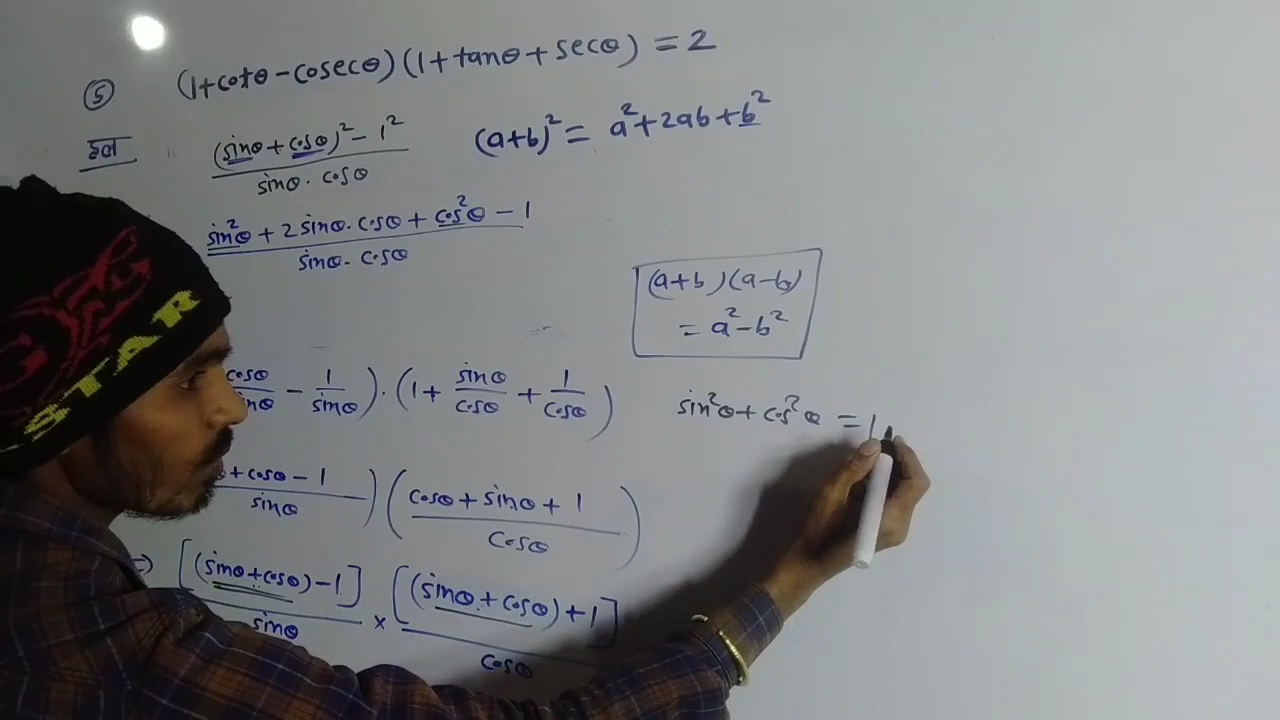 ⑤ (1+cotθ-cosecθ)(1+tanθ+secθ) = 2
हल (sinθ+cosθ)²-1² / sinθ. cosθ
(a+b)² = a²+2ab+b²
sin²θ + 2 sinθ. cosθ + cos²θ - 1 / sinθ. cosθ
(a+b)(a-b)
= a²-b²
cosθ / sinθ - 1 / sinθ ).(1+ sinθ / cosθ + 1 / cosθ )
sin²θ + cos²θ = 1
+cosθ - 1 / sinθ ) ( cosθ + sinθ + 1 / cosθ )
⇒ [(sinθ+cosθ)-1] / sinθ × [(sinθ+cosθ)+1] / cosθ
STAR